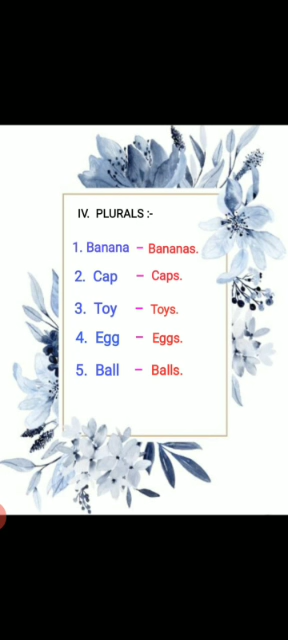 IV. PLURALS :-
1. Banana – Bananas.
2. Cap – Caps.
3. Toy – Toys.
4. Egg – Eggs.
5. Ball – Balls.